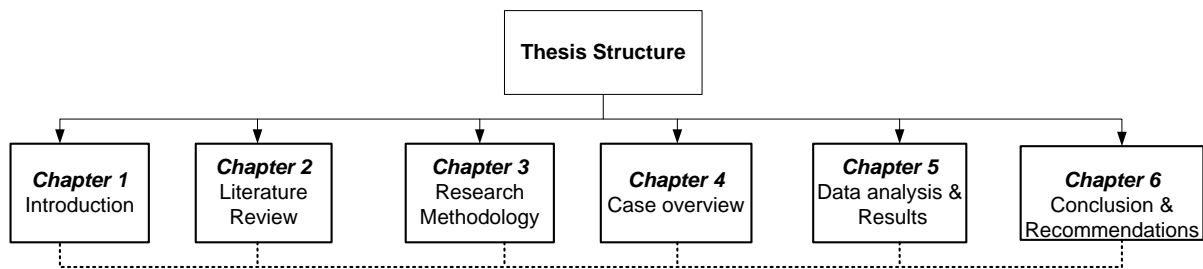 Thesis Structure
Chapter 1
Introduction
Chapter 2
Literature
Review
Chapter 3
Research
Methodology
Chapter 4
Case overview
Chapter 5
Data analysis &
Results
Chapter 6
Conclusion &
Recommendations